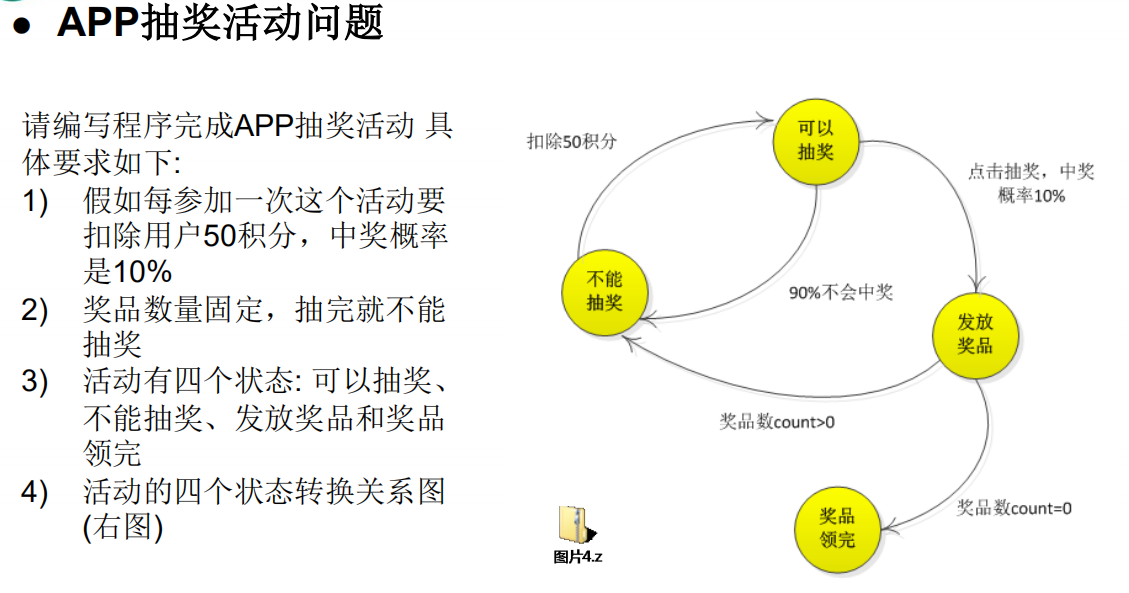 ● APP抽奖活动问题
请编写程序完成APP抽奖活动 具
体要求如下:
1) 假如每参加一次这个活动要
扣除用户50积分，中奖概率
是10%
2) 奖品数量固定，抽完就不能
抽奖
3) 活动有四个状态: 可以抽奖、
不能抽奖、发放奖品和奖品
领完
4) 活动的四个状态转换关系图
(右图)
扣除50积分
可以
抽奖
点击抽奖，中奖
概率10%
不能
抽奖
90%不会中奖
发放
奖品
奖品数count>0
奖品
领完
奖品数count=0
图片4.z